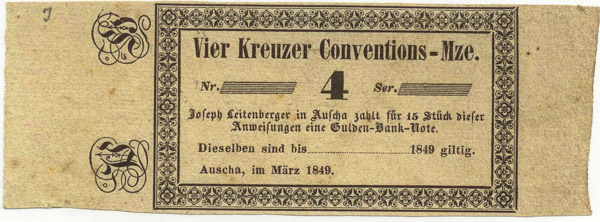 Vier Kreuzer Conventions-Mze.
Nr. 4 Ser.
Joseph Leitenberger in Auscha zahlt für 15 Stück dieser
Anweisungen eine Gulden-Bank-Note.
Dieselben sind bis 1849 giltig.
Auscha, im März 1849.